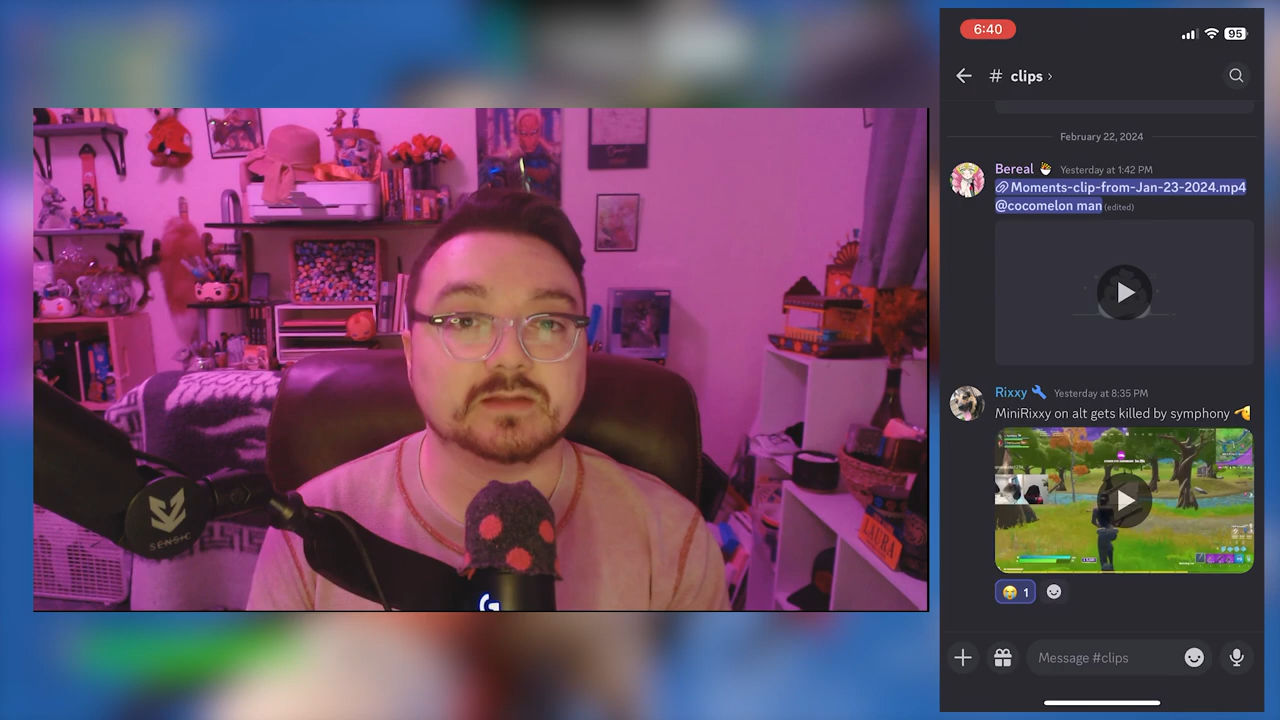 6:40
95
# clips ›
February 22, 2024
Bereal Yesterday at 1:42 PM
Moments-clip-from-Jan-23-2024.mp4
@cocomelon man (edited)
Rixxy Yesterday at 8:35 PM
MiniRixxy on alt gets killed by symphony
1
Message #clips
SENSIC
LAURA